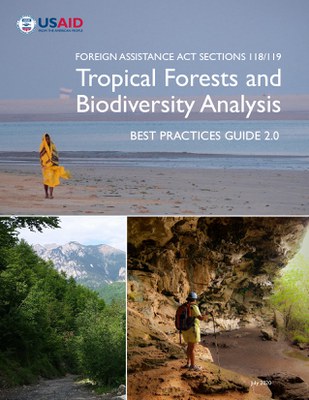 USAID
FROM THE AMERICAN PEOPLE
FOREIGN ASSISTANCE ACT SECTIONS 118/119
Tropical Forests and
Biodiversity Analysis
BEST PRACTICES GUIDE 2.0
July 2020